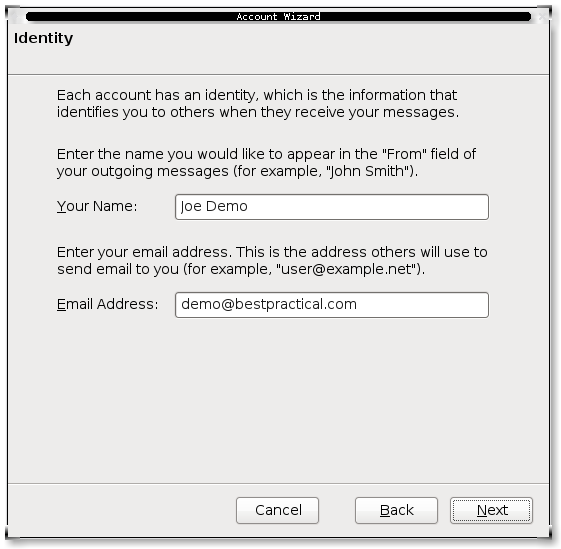 Account Wizard
Identity
Each account has an identity, which is the information that
identifies you to others when they receive your messages.
Enter the name you would like to appear in the "From" field of
your outgoing messages (for example, "John Smith").
Your Name: Joe Demo
Enter your email address. This is the address others will use to
send email to you (for example, "user@example.net").
Email Address: demo@bestpractical.com
Cancel Back Next